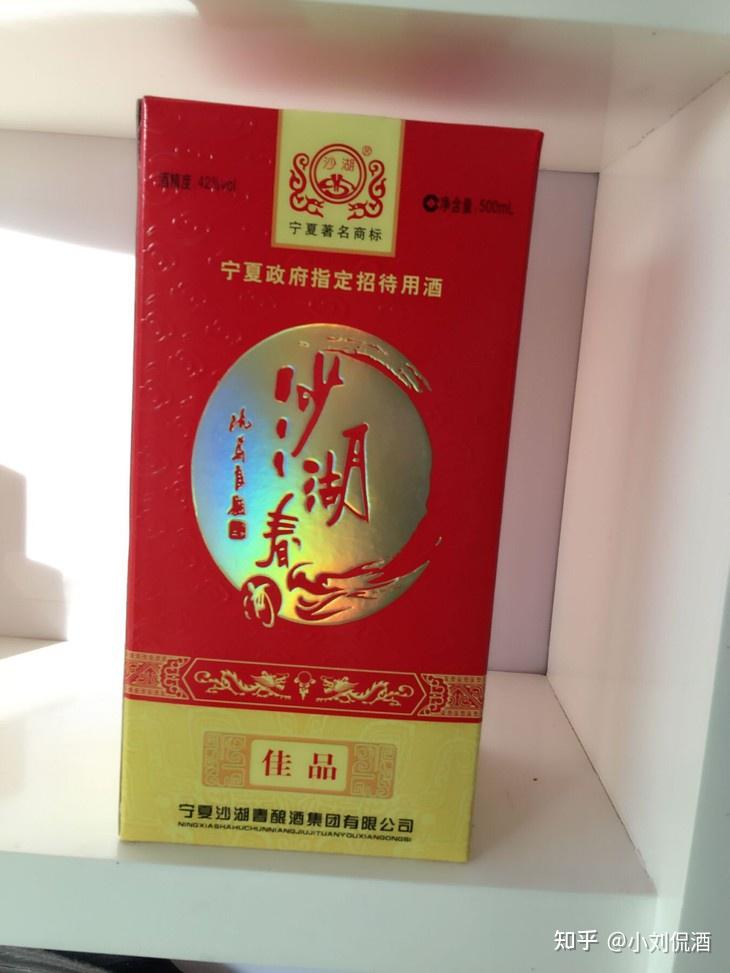 沙湖
®
酒精度 42%vol
净含量 500mL
宁夏著名商标
宁夏政府指定招待用酒
沙湖春
酒
佳品
宁夏沙湖春酿酒集团有限公司
NINGXIASHAHUCHUNNIANGJIUJITUANYOUXIANGONGSI
知乎 @小刘侃酒